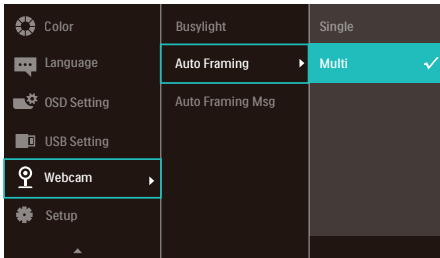 Color
Language
OSD Setting
USB Setting
Webcam
Setup
Busylight
Auto Framing
Auto Framing Msg
Single
Multi